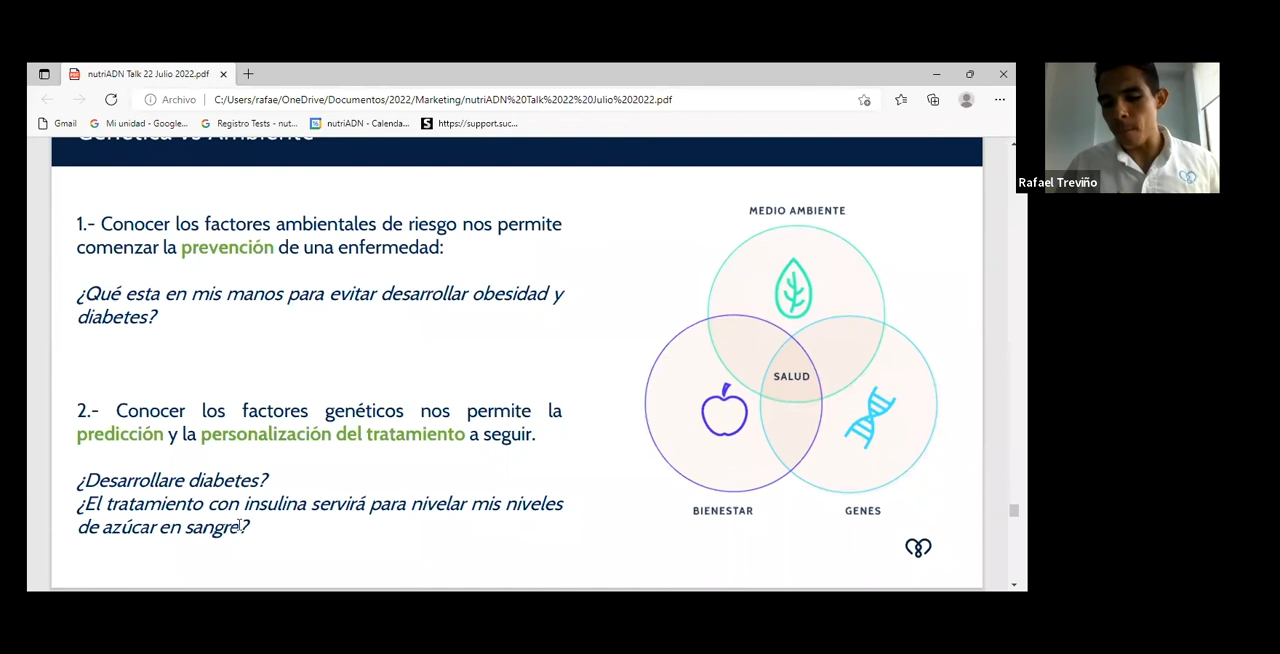 nutriADN Talk 22 Julio 2022.pdf
Archivo
C:/Users/rafae/OneDrive/Documentos/2022/Marketing/nutriADN%20Talk%2022%20Julio%202022.pdf
Gmail
Mi unidad - Google...
Registro Tests - nut...
nutriADN - Calenda...
https://support.suc...
Rafael Treviño
Genética vs Ambiente
1.- Conocer los factores ambientales de riesgo nos permite
comenzar la prevención de una enfermedad:
¿Qué esta en mis manos para evitar desarrollar obesidad y
diabetes?
2.- Conocer los factores genéticos nos permite la
predicción y la personalización del tratamiento a seguir.
¿Desarrollare diabetes?
¿El tratamiento con insulina servirá para nivelar mis niveles
de azúcar en sangre?
MEDIO AMBIENTE
SALUD
BIENESTAR
GENES